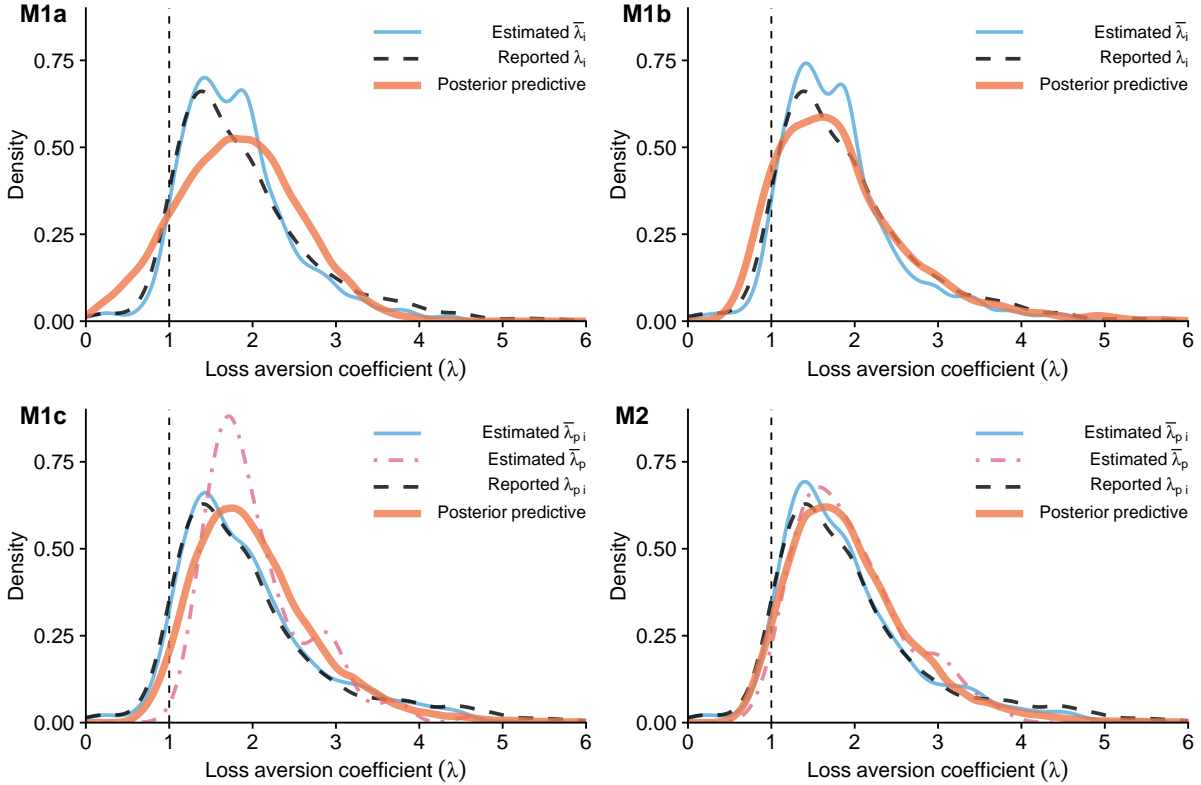 M1a
Estimated λ̄ i
Reported λ i
Posterior predictive
0.75
0.50
0.25
0.00
Density
0 1 2 3 4 5 6
Loss aversion coefficient (λ)
M1b
Estimated λ̄ i
Reported λ i
Posterior predictive
0.75
0.50
0.25
0.00
Density
0 1 2 3 4 5 6
Loss aversion coefficient (λ)
M1c
Estimated λ̄ p i
Estimated λ̄ p
Reported λ p i
Posterior predictive
0.75
0.50
0.25
0.00
Density
0 1 2 3 4 5 6
Loss aversion coefficient (λ)
M2
Estimated λ̄ p i
Estimated λ̄ p
Reported λ p i
Posterior predictive
0.75
0.50
0.25
0.00
Density
0 1 2 3 4 5 6
Loss aversion coefficient (λ)